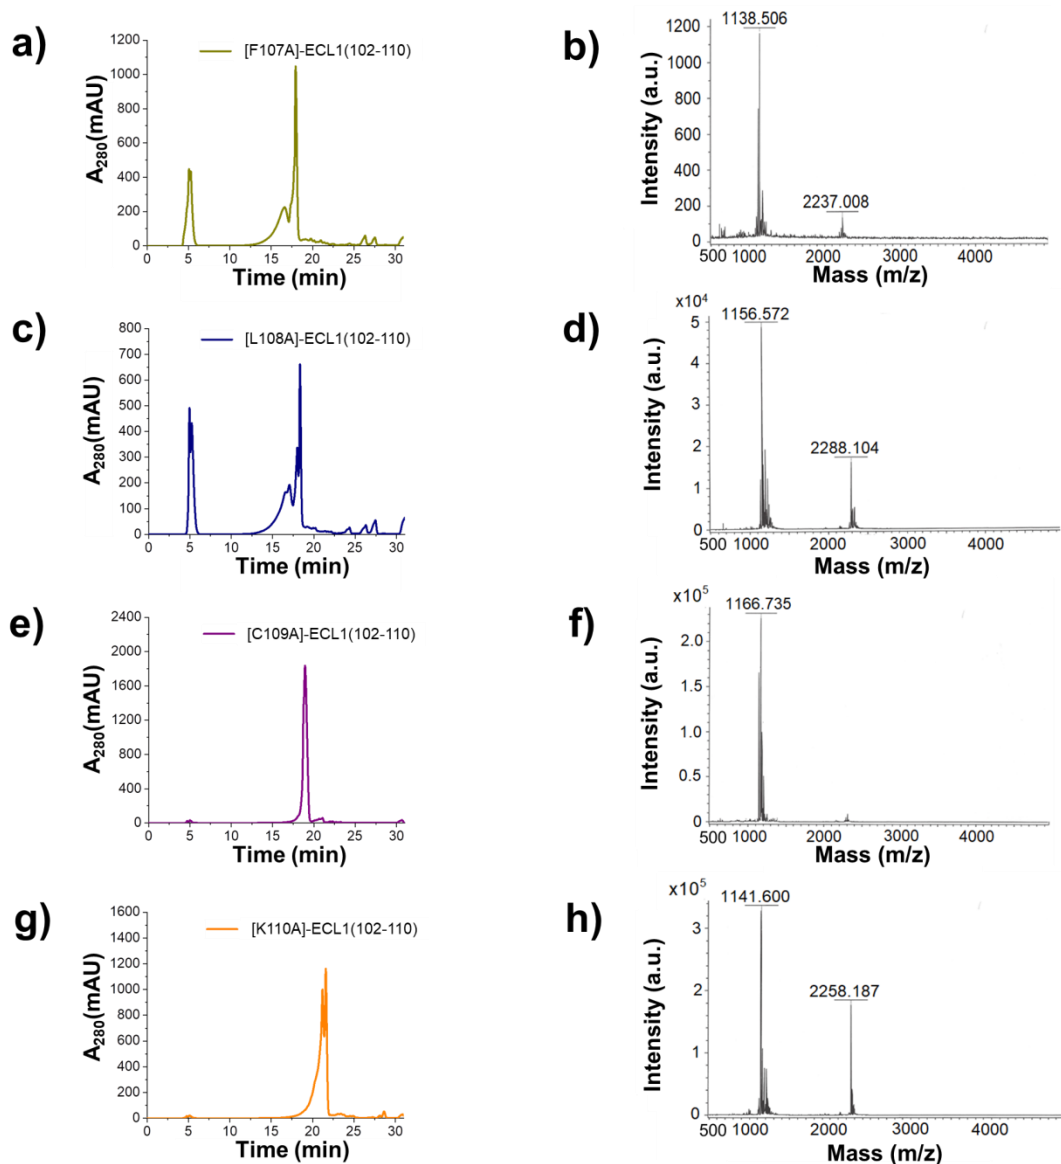 a)
[F107A]-ECL1(102-110)
A280(mAU)
1200
1000
800
600
400
200
0
0 5 10 15 20 25 30
Time (min)
b)
1138.506
2237.008
Intensity (a.u.)
1200
1000
800
600
400
200
0
500 1000 2000 3000 4000
Mass (m/z)
c)
[L108A]-ECL1(102-110)
A280(mAU)
800
700
600
500
400
300
200
100
0
0 5 10 15 20 25 30
Time (min)
d)
x10^4
1156.572
2288.104
Intensity (a.u.)
5
4
3
2
1
0
500 1000 2000 3000 4000
Mass (m/z)
e)
[C109A]-ECL1(102-110)
A280(mAU)
2400
2000
1600
1200
800
400
0
0 5 10 15 20 25 30
Time (min)
f)
x10^5
1166.735
Intensity (a.u.)
2.0
1.5
1.0
0.5
0
500 1000 2000 3000 4000
Mass (m/z)
g)
[K110A]-ECL1(102-110)
A280(mAU)
1600
1400
1200
1000
800
600
400
200
0
0 5 10 15 20 25 30
Time (min)
h)
x10^5
1141.600
2258.187
Intensity (a.u.)
3
2
1
0
500 1000 2000 3000 4000
Mass (m/z)